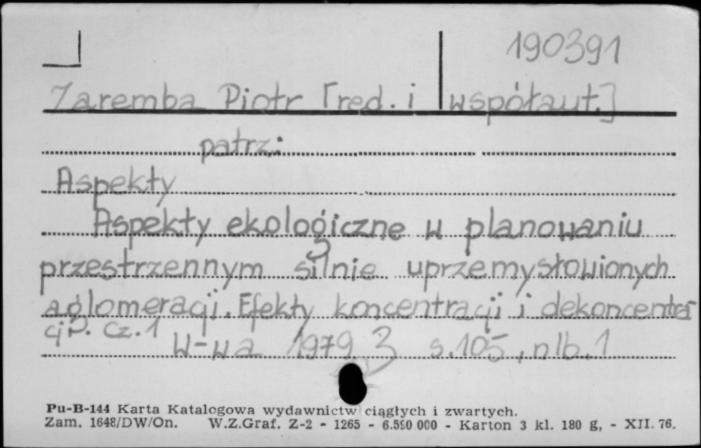 190391
Zaremba Piotr [red. i współaut.]
patrz:
Aspekty
Aspekty ekologiczne w planowaniu
przestrzennym silnie uprzemysłowionych
aglomeracji. Efekty koncentracji i dekoncentra
cji. Cz. 1
W-wa 1979 s. 105, nlb. 1
Pu-B-144 Karta Katalogowa wydawnictw ciągłych i zwartych.
Zam. 1648/DW/On. W.Z.Graf. Z-2 - 1265 - 6.590 000 - Karton 3 kl. 180 g, - XII. 76.